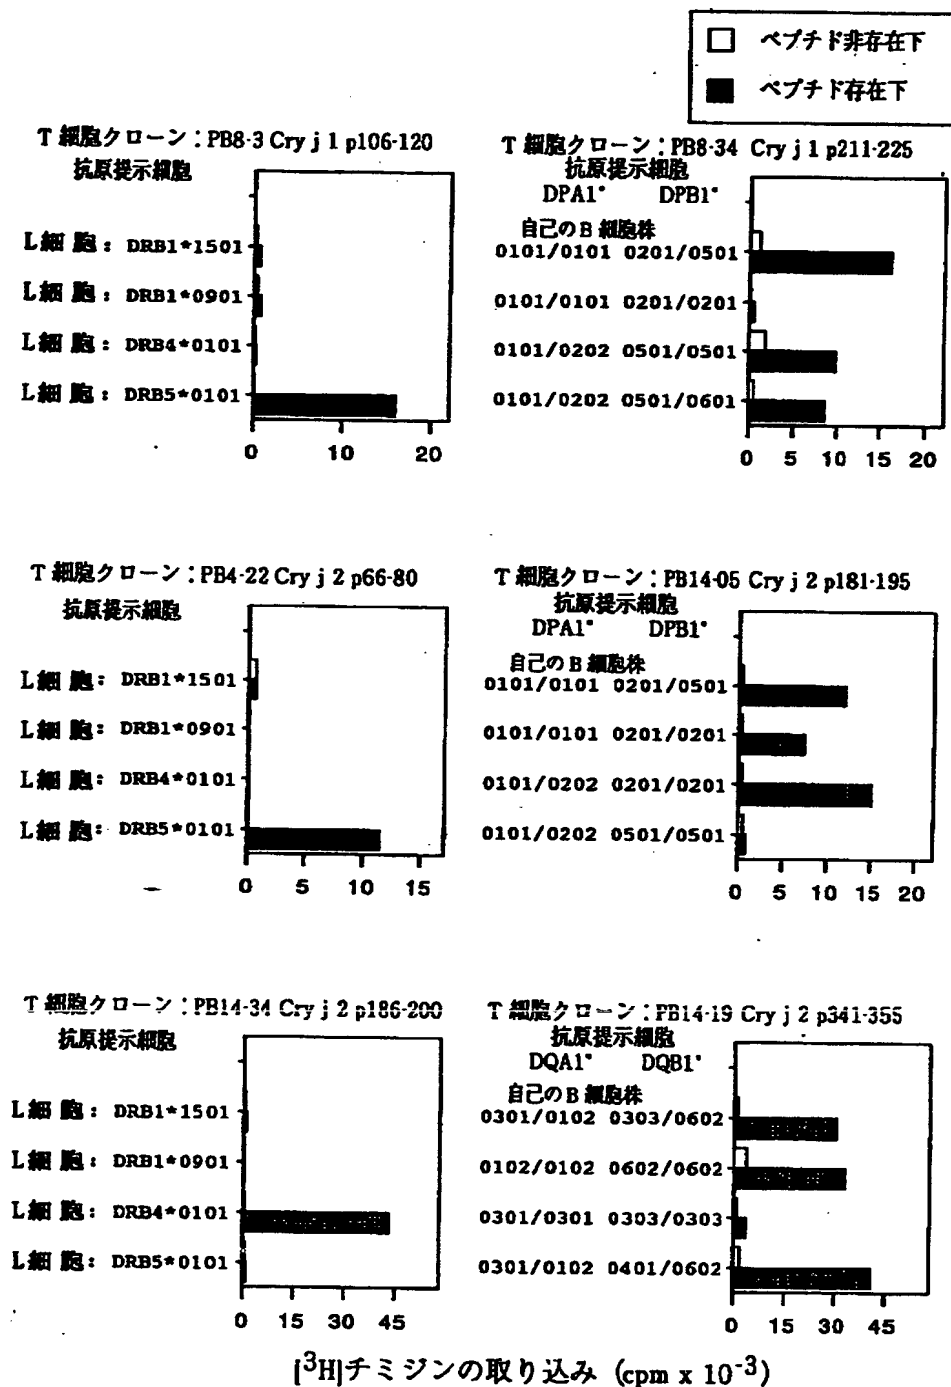 ペプチド非存在下
ペプチド存在下
T 細胞クローン：PB8-3 Cry j 1 p106-120
抗原提示細胞
L細 胞： DRB1*1501
L細 胞： DRB1*0901
L細 胞： DRB4*0101
L細 胞： DRB5*0101
0 10 20
T 細胞クローン：PB8-34 Cry j 1 p211-225
抗原提示細胞
DPA1* DPB1*
自己のB 細胞株
0101/0101 0201/0501
0101/0101 0201/0201
0101/0202 0501/0501
0101/0202 0501/0601
0 5 10 15 20
T 細胞クローン：PB4-22 Cry j 2 p66-80
抗原提示細胞
L細 胞： DRB1*1501
L細 胞： DRB1*0901
L細 胞： DRB4*0101
L細 胞： DRB5*0101
0 5 10 15
T 細胞クローン：PB14-05 Cry j 2 p181-195
抗原提示細胞
DPA1* DPB1*
自己のB 細胞株
0101/0101 0201/0501
0101/0101 0201/0201
0101/0202 0201/0201
0101/0202 0501/0501
0 5 10 15 20
T 細胞クローン：PB14-34 Cry j 2 p186-200
抗原提示細胞
L細 胞： DRB1*1501
L細 胞： DRB1*0901
L細 胞： DRB4*0101
L細 胞： DRB5*0101
0 15 30 45
T 細胞クローン：PB14-19 Cry j 2 p341-355
抗原提示細胞
DQA1* DQB1*
自己のB 細胞株
0301/0102 0303/0602
0102/0102 0602/0602
0301/0301 0303/0303
0301/0102 0401/0602
0 15 30 45
[³H]チミジンの取り込み (cpm x 10⁻³)